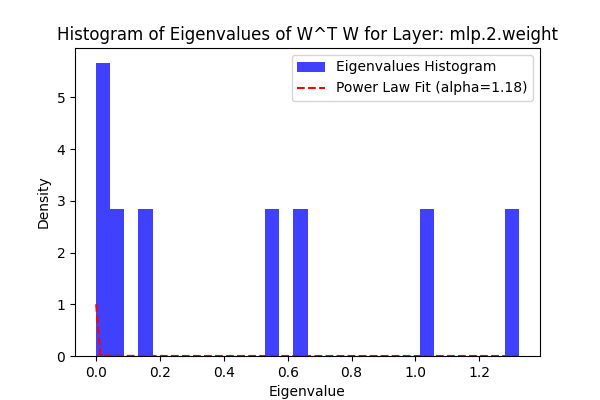 Histogram of Eigenvalues of W^T W for Layer: mlp.2.weight
Eigenvalues Histogram
Power Law Fit (alpha=1.18)
Density
5
4
3
2
1
0
0.0 0.2 0.4 0.6 0.8 1.0 1.2
Eigenvalue